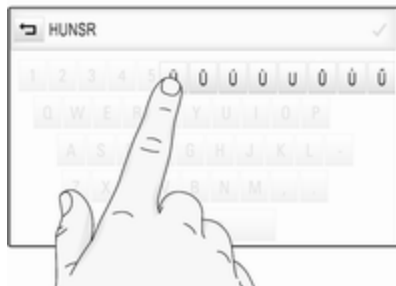 HUNSR
1 2 3 4 5 U
Q W E R Y U I O P
A S G H J K L -
Z X B N M